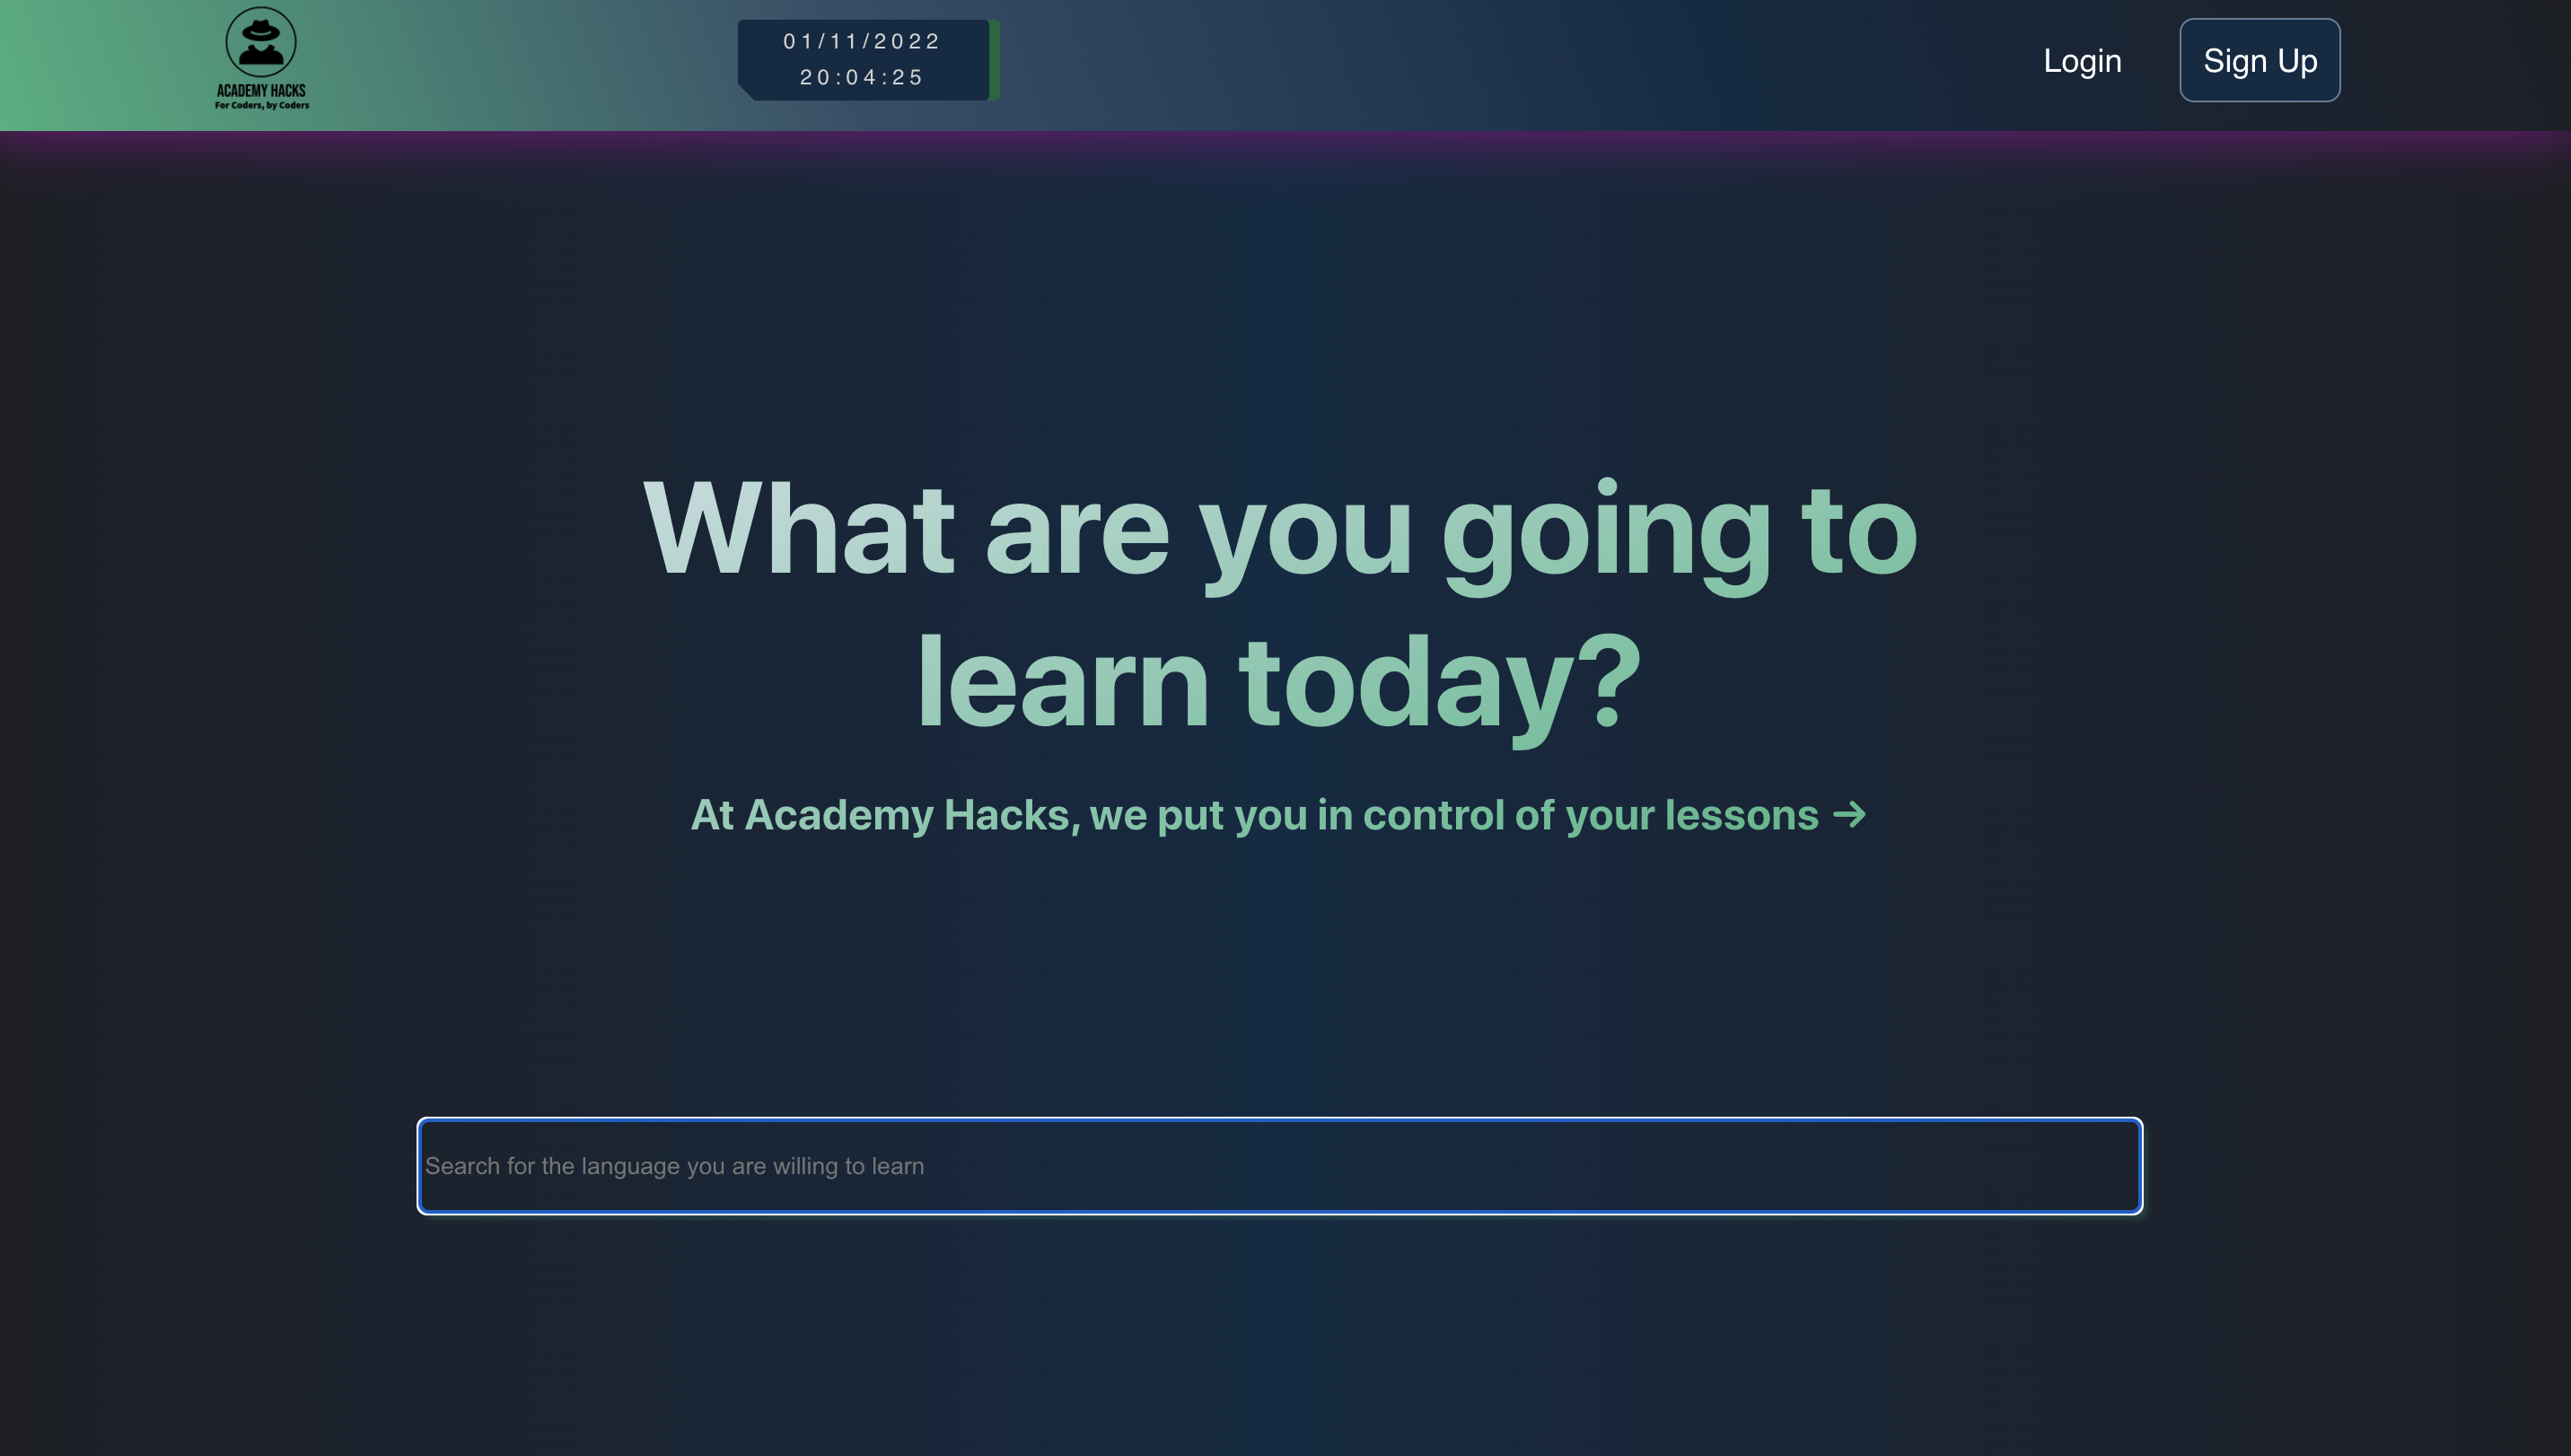 ACADEMY HACKS
For Coders, by Coders
01/11/2022
20:04:25
Login
Sign Up
What are you going to
learn today?
At Academy Hacks, we put you in control of your lessons →
Search for the language you are willing to learn